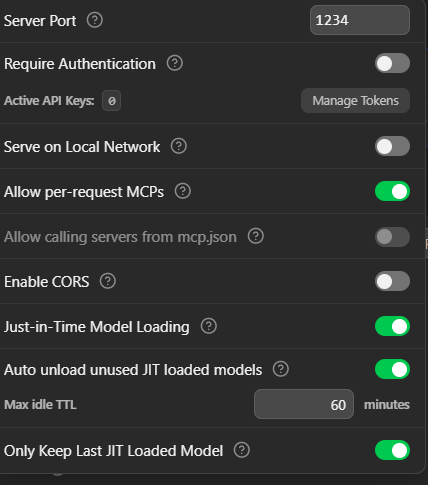 Server Port
1234
Require Authentication
Active API Keys: 0
Manage Tokens
Serve on Local Network
Allow per-request MCPs
Allow calling servers from mcp.json
Enable CORS
Just-in-Time Model Loading
Auto unload unused JIT loaded models
Max idle TTL
60 minutes
Only Keep Last JIT Loaded Model